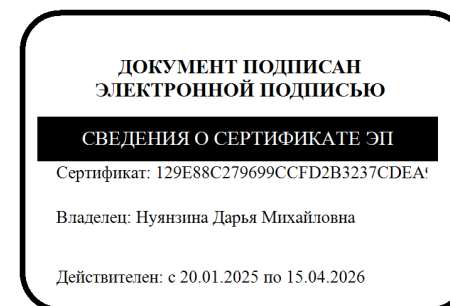 ДОКУМЕНТ ПОДПИСАН
ЭЛЕКТРОННОЙ ПОДПИСЬЮ
СВЕДЕНИЯ О СЕРТИФИКАТЕ ЭП
Сертификат: 129E88C279699CCFD2B3237CDEA9
Владелец: Нуянзина Дарья Михайловна
Действителен: с 20.01.2025 по 15.04.2026